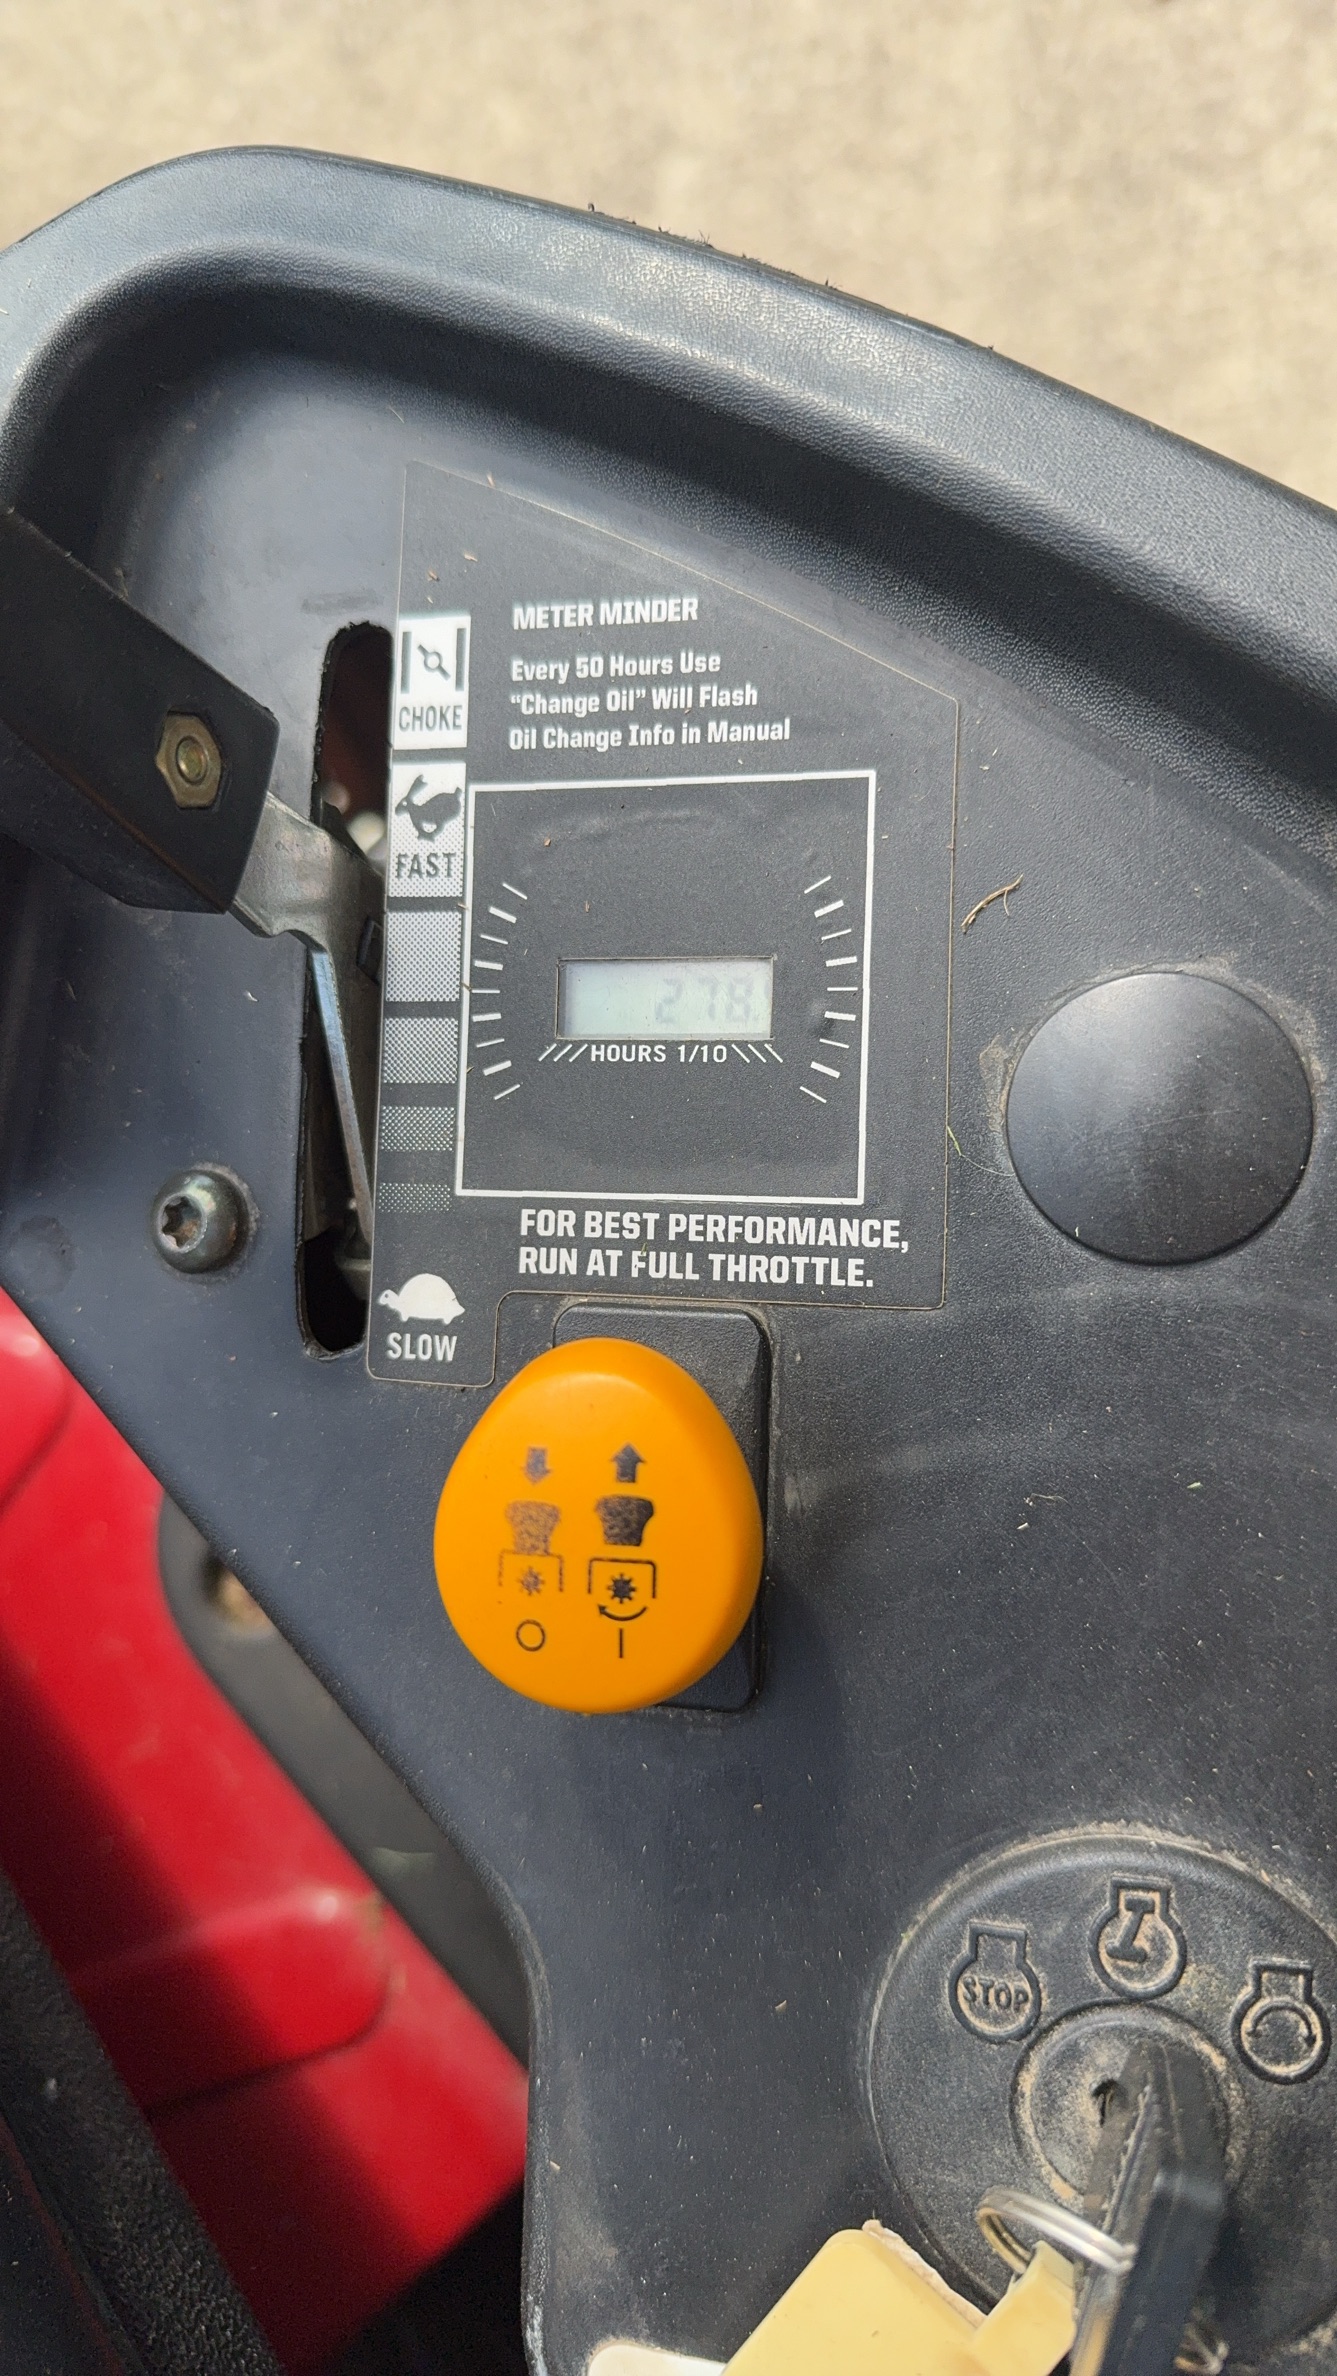 METER MINDER
Every 50 Hours Use
“Change Oil” Will Flash
Oil Change Info in Manual
CHOKE
FAST
278
HOURS 1/10
FOR BEST PERFORMANCE,
RUN AT FULL THROTTLE.
SLOW
O I
STOP
I